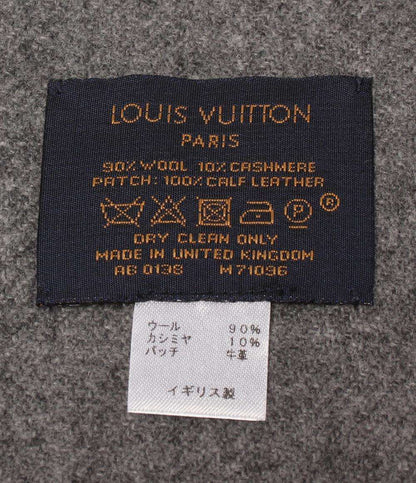 LOUIS VUITTON
PARIS
90% WOOL 10% CASHMERE
PATCH: 100% CALF LEATHER
P ®
DRY CLEAN ONLY
MADE IN UNITED KINGDOM
AB 0138 M71096
ウール 90%
カシミヤ 10%
パッチ 牛革
イギリス製